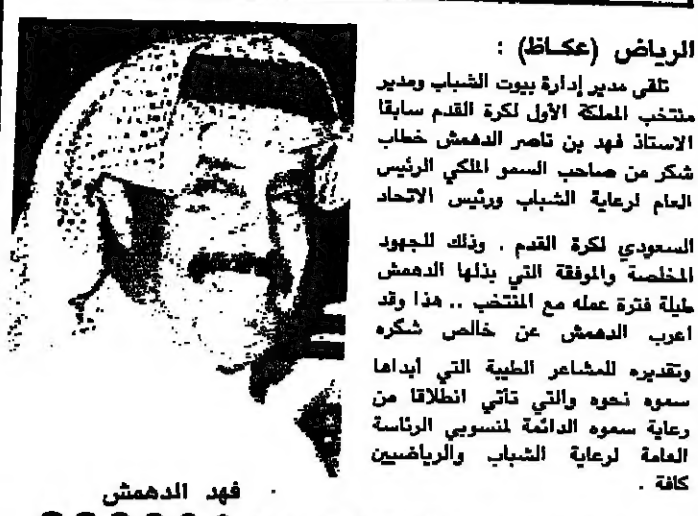 الرياض (عكـاظ) :
تلقى مدير إدارة بيوت الشباب ومدير
منتخب المملكة الأول لكرة القدم سابقا
الاستاذ فهد بن ناصر الدهمش خطاب
شكر من صاحب السمو الملكي الرئيس
العام لرعاية الشباب ورئيس الاتحاد
السعودي لكرة القدم . وذلك للجهود
المخلصة والموفقة التي بذلها الدهمش
طيلة فترة عمله مع المنتخب .. هذا وقد
اعرب الدهمش عن خالص شكره
وتقديره للمشاعر الطيبة التي أبداها
سموه نحوه والتي تأتي انطلاقا من
رعاية سموه الدائمة لمنسوبي الرئاسة
العامة لرعاية الشباب والرياضيين
كافة .
فهد الدهمش